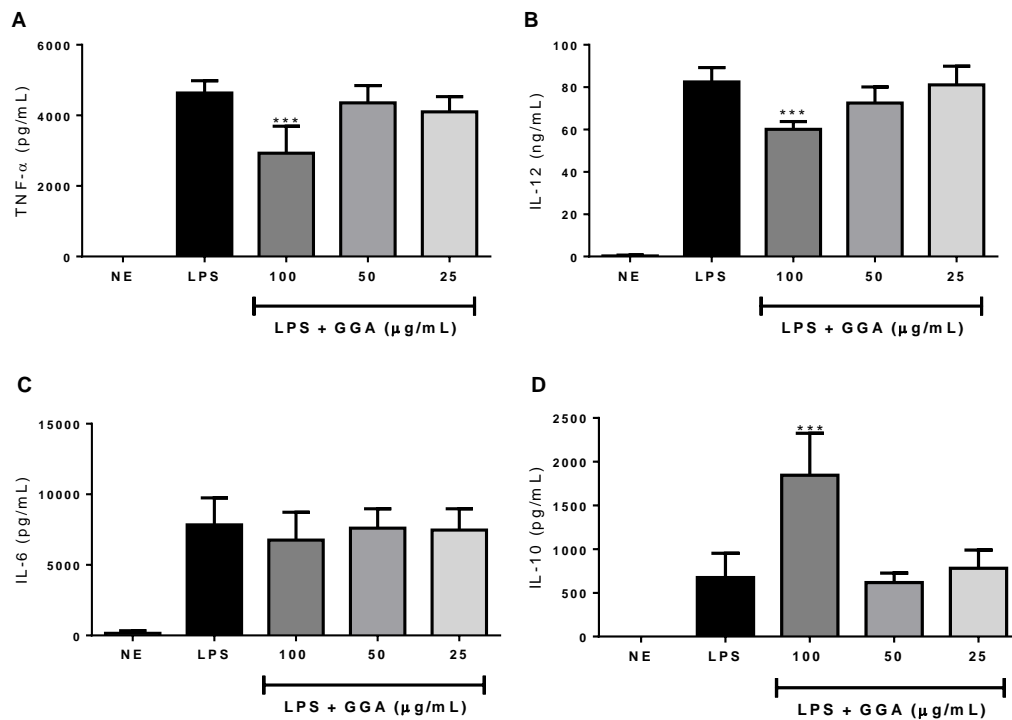 A
TNF-α (pg/mL)
6000
4000
2000
0
NE LPS 100 50 25
LPS + GGA (μg/mL)
***
B
IL-12 (ng/mL)
100
80
60
40
20
0
NE LPS 100 50 25
LPS + GGA (μg/mL)
***
C
IL-6 (pg/mL)
15000
10000
5000
0
NE LPS 100 50 25
LPS + GGA (μg/mL)
D
IL-10 (pg/mL)
2500
2000
1500
1000
500
0
NE LPS 100 50 25
LPS + GGA (μg/mL)
***